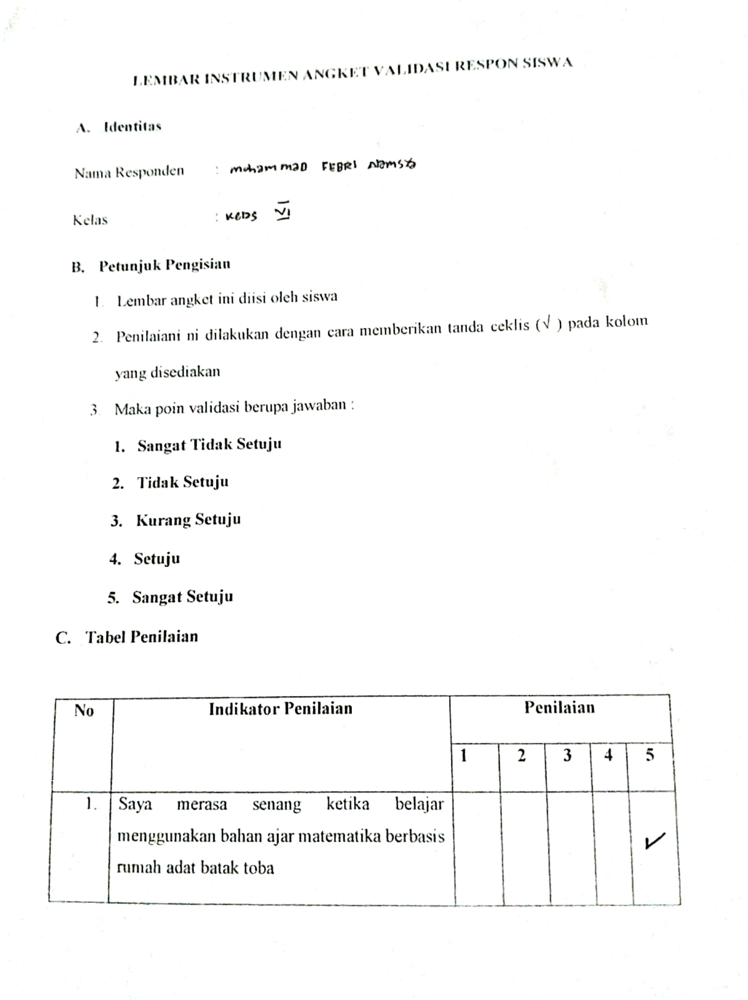 LEMBAR INSTRUMEN ANGKET VALIDASI RESPON SISWA
A. Identitas
Nama Responden : muhammaD FEBRI
Kelas : VI
B. Petunjuk Pengisian
1. Lembar angket ini diisi oleh siswa
2. Penilaiani ni dilakukan dengan cara memberikan tanda ceklis (√ ) pada kolom
yang disediakan
3. Maka poin validasi berupa jawaban :
1. Sangat Tidak Setuju
2. Tidak Setuju
3. Kurang Setuju
4. Setuju
5. Sangat Setuju
C. Tabel Penilaian
No Indikator Penilaian Penilaian
1 2 3 4 5
1. Saya merasa senang ketika belajar
menggunakan bahan ajar matematika berbasis ✓
rumah adat batak toba